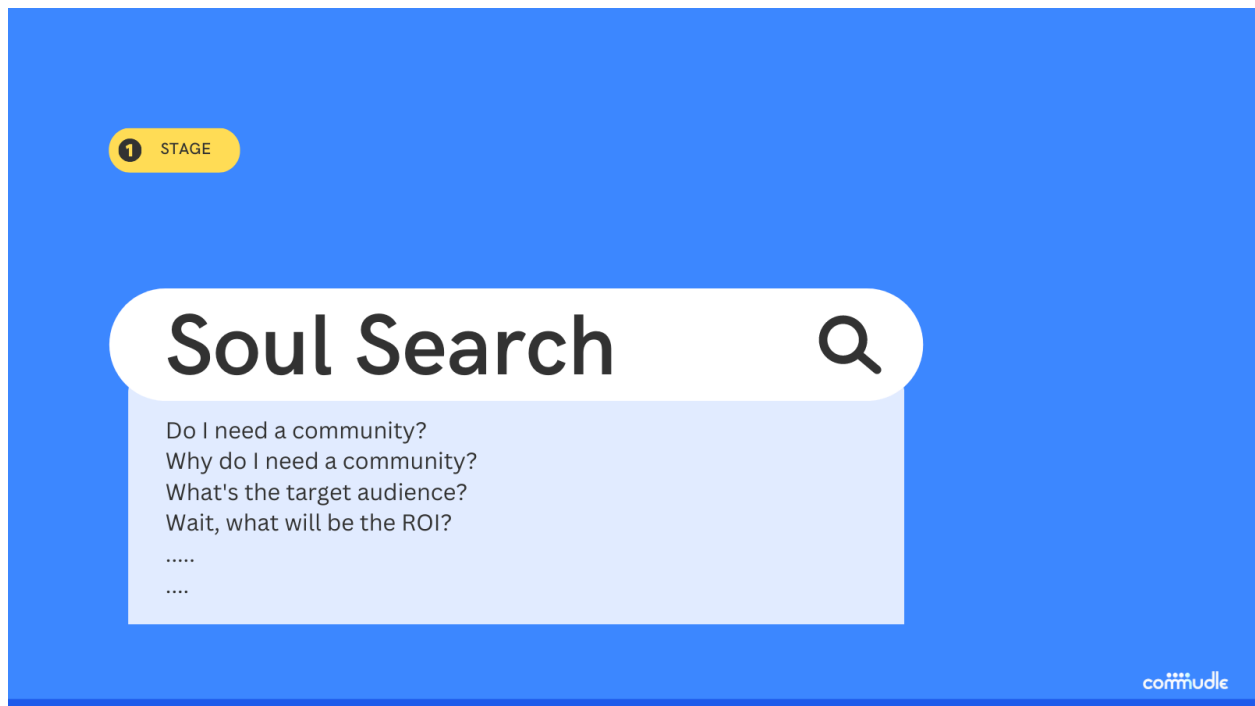 1 STAGE
Soul Search
Do I need a community?
Why do I need a community?
What's the target audience?
Wait, what will be the ROI?
.....
....
commudle